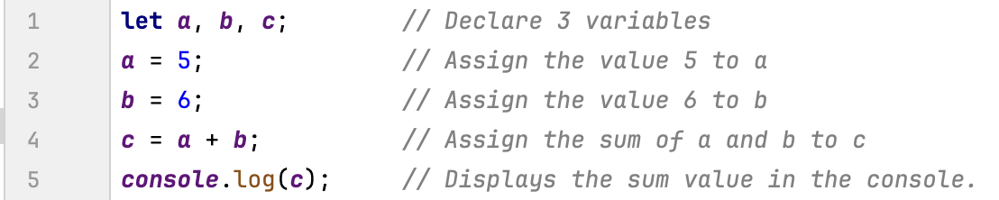 1 let a, b, c; // Declare 3 variables
2 a = 5; // Assign the value 5 to a
3 b = 6; // Assign the value 6 to b
4 c = a + b; // Assign the sum of a and b to c
5 console.log(c); // Displays the sum value in the console.